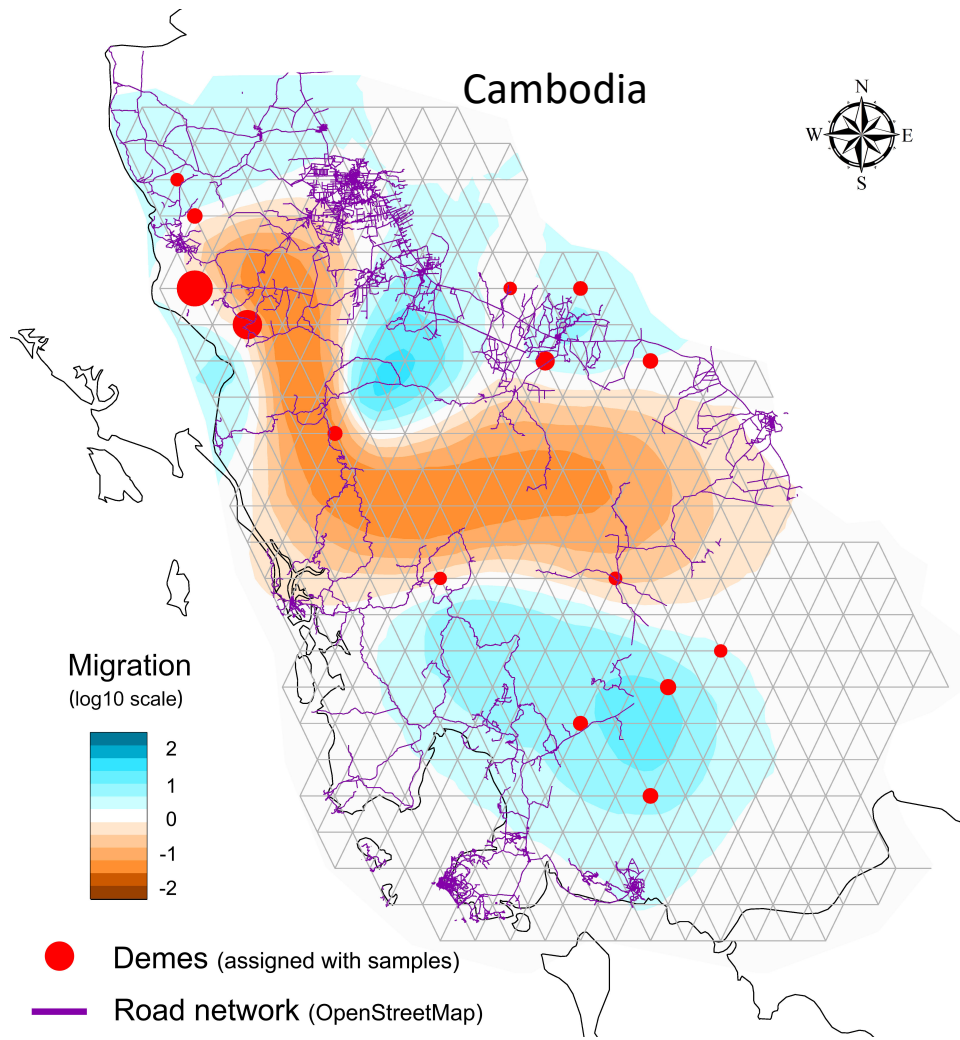 Cambodia
N
W E
S
Migration
(log10 scale)
2
1
0
-1
-2
Demes (assigned with samples)
Road network (OpenStreetMap)